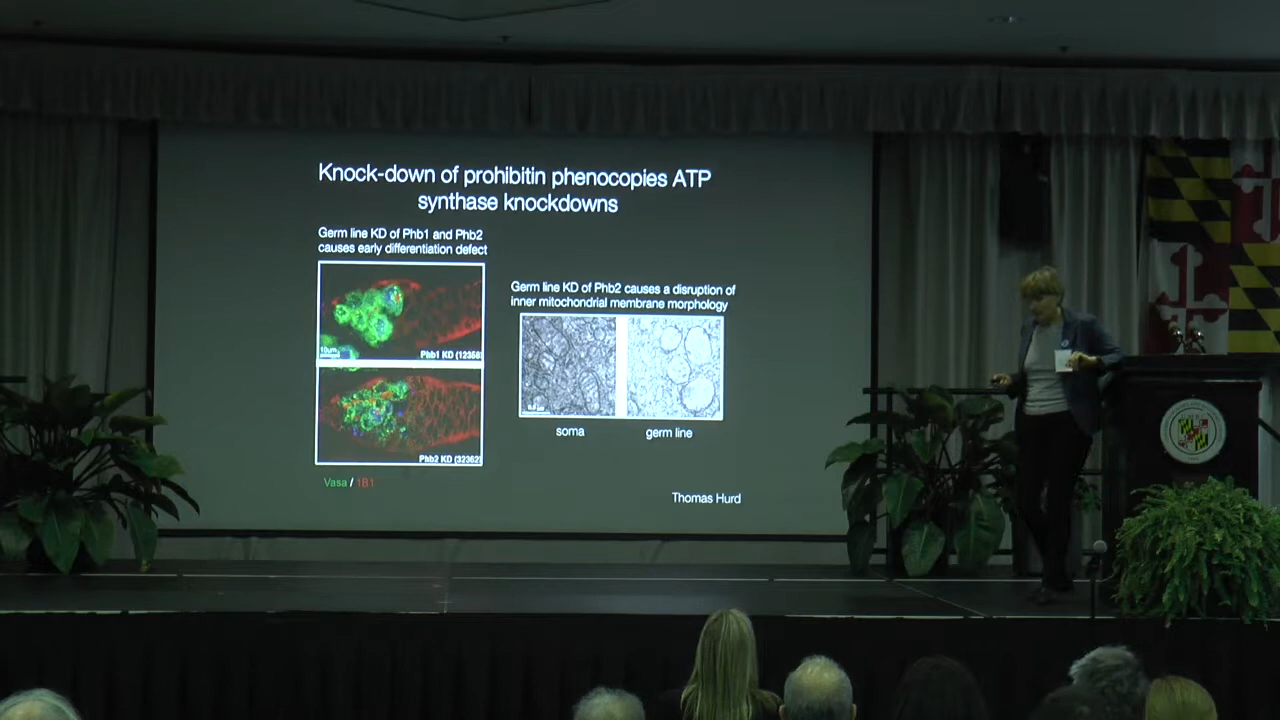 Knock-down of prohibitin phenocopies ATP
synthase knockdowns
Germ line KD of Phb1 and Phb2
causes early differentiation defect
10μm
Phb1 KD (12358)
Phb2 KD (32362)
Vasa / 1B1
Germ line KD of Phb2 causes a disruption of
inner mitochondrial membrane morphology
soma
germ line
Thomas Hurd